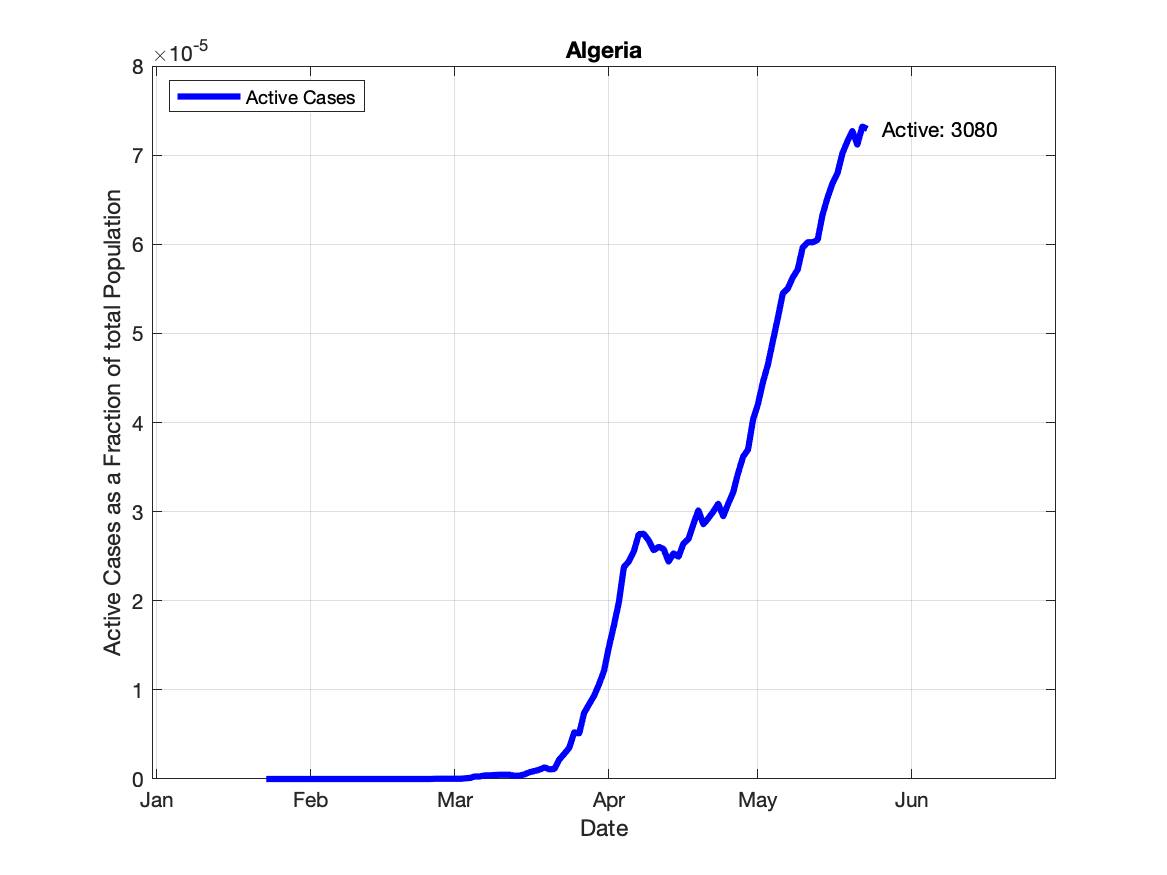 Algeria
×10-5
Active Cases
Active: 3080
8
7
6
5
4
3
2
1
0
Active Cases as a Fraction of total Population
Jan Feb Mar Apr May Jun
Date